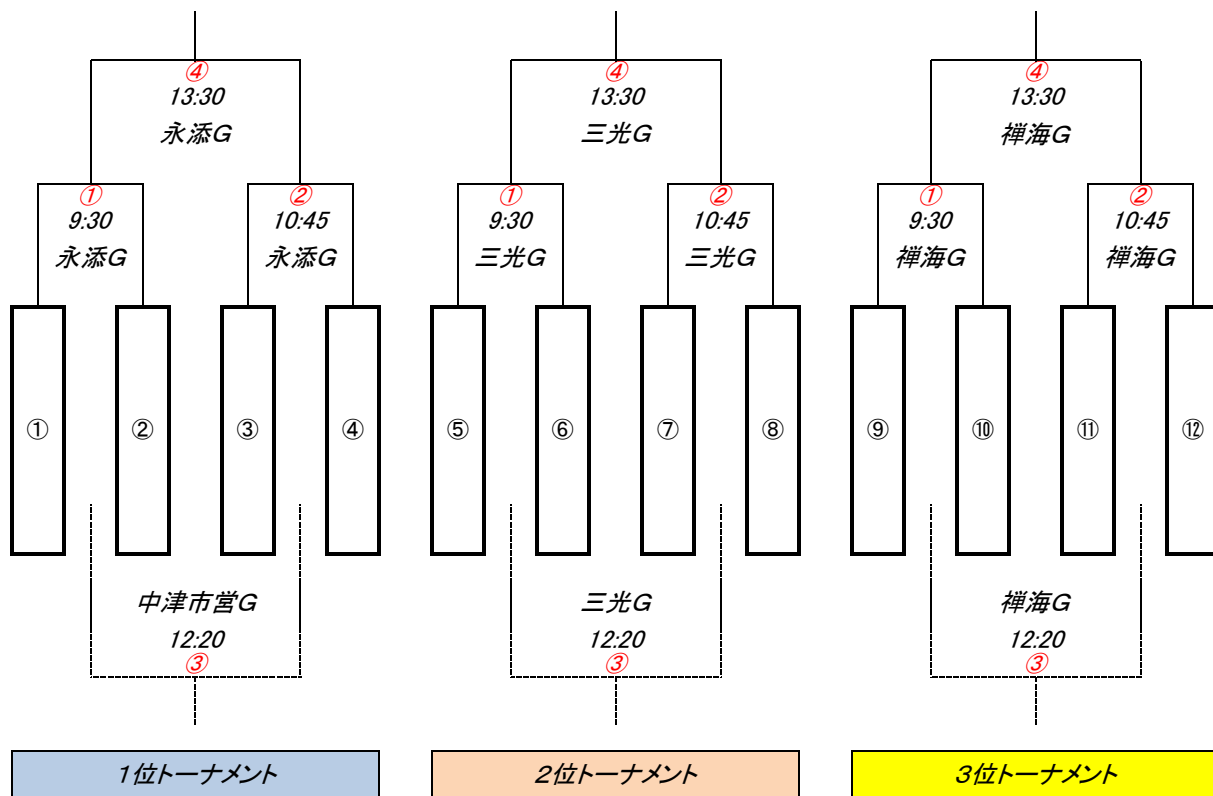 ④ ④ ④
13:30 13:30 13:30
永添G 三光G 禅海G
① ② ① ② ① ②
9:30 10:45 9:30 10:45 9:30 10:45
永添G 永添G 三光G 三光G 禅海G 禅海G
① ② ③ ④ ⑤ ⑥ ⑦ ⑧ ⑨ ⑩ ⑪ ⑫
中津市営G 三光G 禅海G
12:20 12:20 12:20
③ ③ ③
1位トーナメント 2位トーナメント 3位トーナメント